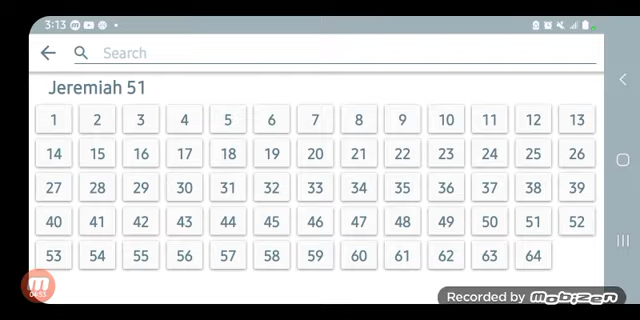 3:13
Search
Jeremiah 51
1 2 3 4 5 6 7 8 9 10 11 12 13
14 15 16 17 18 19 20 21 22 23 24 25 26
27 28 29 30 31 32 33 34 35 36 37 38 39
40 41 42 43 44 45 46 47 48 49 50 51 52
53 54 55 56 57 58 59 60 61 62 63 64
04:53
Recorded by Mobizen